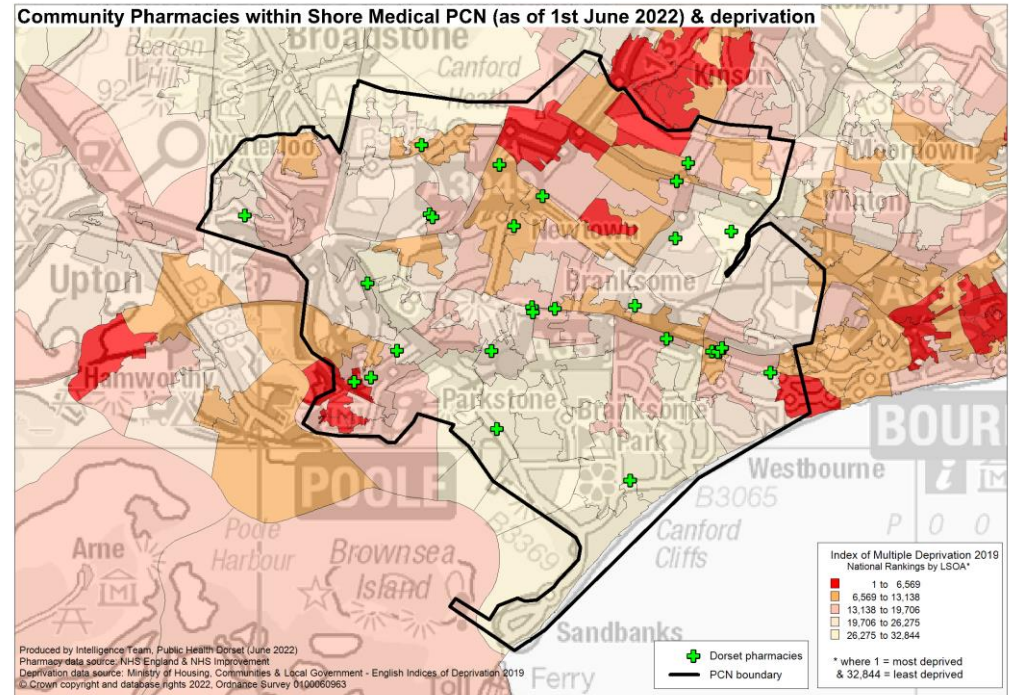 Community Pharmacies within Shore Medical PCN (as of 1st June 2022) & deprivation
Broadstone
Beacon
Hill
Canford
Heath
Kinson
92
Waterloo
Moordown
Winton
Newtown
Upton
Branksome
Hamworthy
Parkstone
Branksome
Park
BOUR
POOLE
Westbourne
B3065
Poole
Harbour
Canford
Cliffs
P O O
Arne
Brownsea
Island
B3369
Sandbanks
Ferry
Index of Multiple Deprivation 2019
National Rankings by LSOA*
1 to 6,569
6,569 to 13,138
13,138 to 19,706
19,706 to 26,275
26,275 to 32,844
* where 1 = most deprived
& 32,844 = least deprived
Dorset pharmacies
PCN boundary
Produced by Intelligence Team, Public Health Dorset (June 2022)
Pharmacy data source: NHS England & NHS Improvement
Deprivation data source: Ministry of Housing, Communities & Local Government - English Indices of Deprivation 2019
© Crown copyright and database rights 2022, Ordnance Survey 0100060963